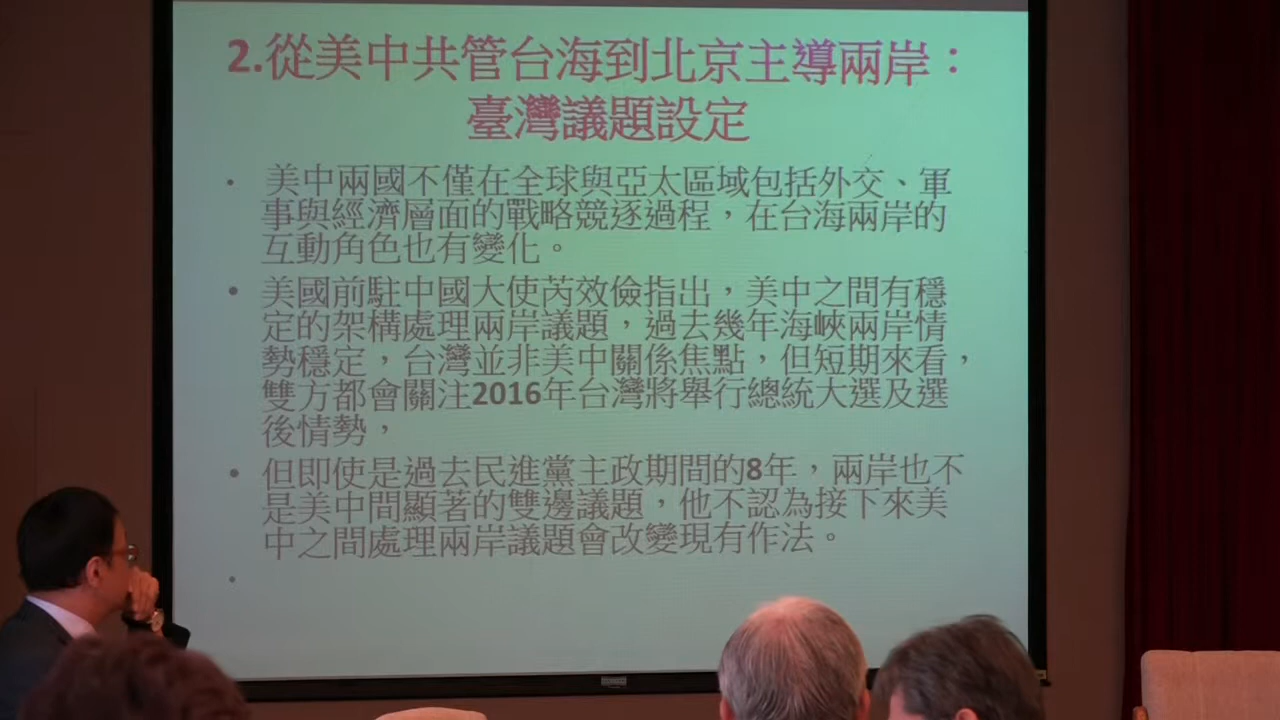 2.從美中共管台海到北京主導兩岸：
臺灣議題設定
• 美中兩國不僅在全球與亞太區域包括外交、軍
事與經濟層面的戰略競逐過程，在台海兩岸的
互動角色也有變化。
• 美國前駐中國大使芮效儉指出，美中之間有穩
定的架構處理兩岸議題，過去幾年海峽兩岸情
勢穩定，台灣並非美中關係焦點，但短期來看，
雙方都會關注2016年台灣將舉行總統大選及選
後情勢，
• 但即使是過去民進黨主政期間的8年，兩岸也不
是美中間顯著的雙邊議題，他不認為接下來美
中之間處理兩岸議題會改變現有作法。
•